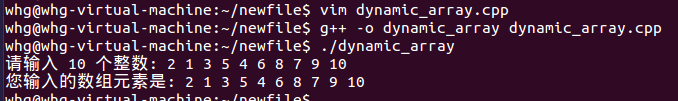 whg@whg-virtual-machine:~/newfile$ vim dynamic_array.cpp
whg@whg-virtual-machine:~/newfile$ g++ -o dynamic_array dynamic_array.cpp
whg@whg-virtual-machine:~/newfile$ ./dynamic_array
请输入 10 个整数: 2 1 3 5 4 6 8 7 9 10
您输入的数组元素是: 2 1 3 5 4 6 8 7 9 10
whg@whg-virtual-machine:~/newfile$